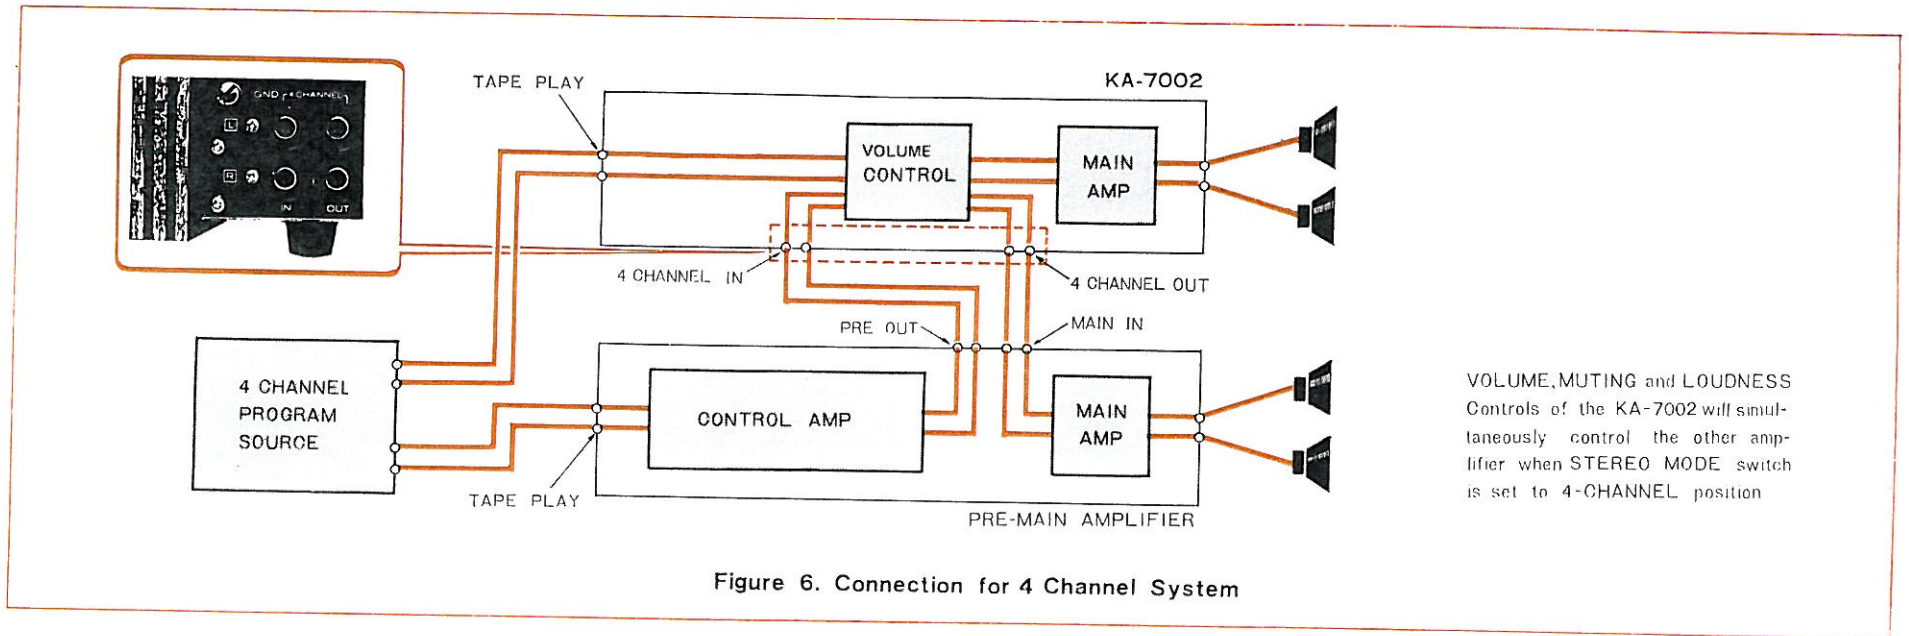 GND 4 CHANNEL
L
R
IN OUT
TAPE PLAY
KA-7002
VOLUME
CONTROL
MAIN
AMP
4 CHANNEL IN
4 CHANNEL OUT
PRE OUT
MAIN IN
4 CHANNEL
PROGRAM
SOURCE
CONTROL AMP
MAIN
AMP
TAPE PLAY
PRE-MAIN AMPLIFIER
VOLUME, MUTING and LOUDNESS
Controls of the KA-7002 will simul-
taneously control the other amp-
lifier when STEREO MODE switch
is set to 4-CHANNEL position
Figure 6. Connection for 4 Channel System